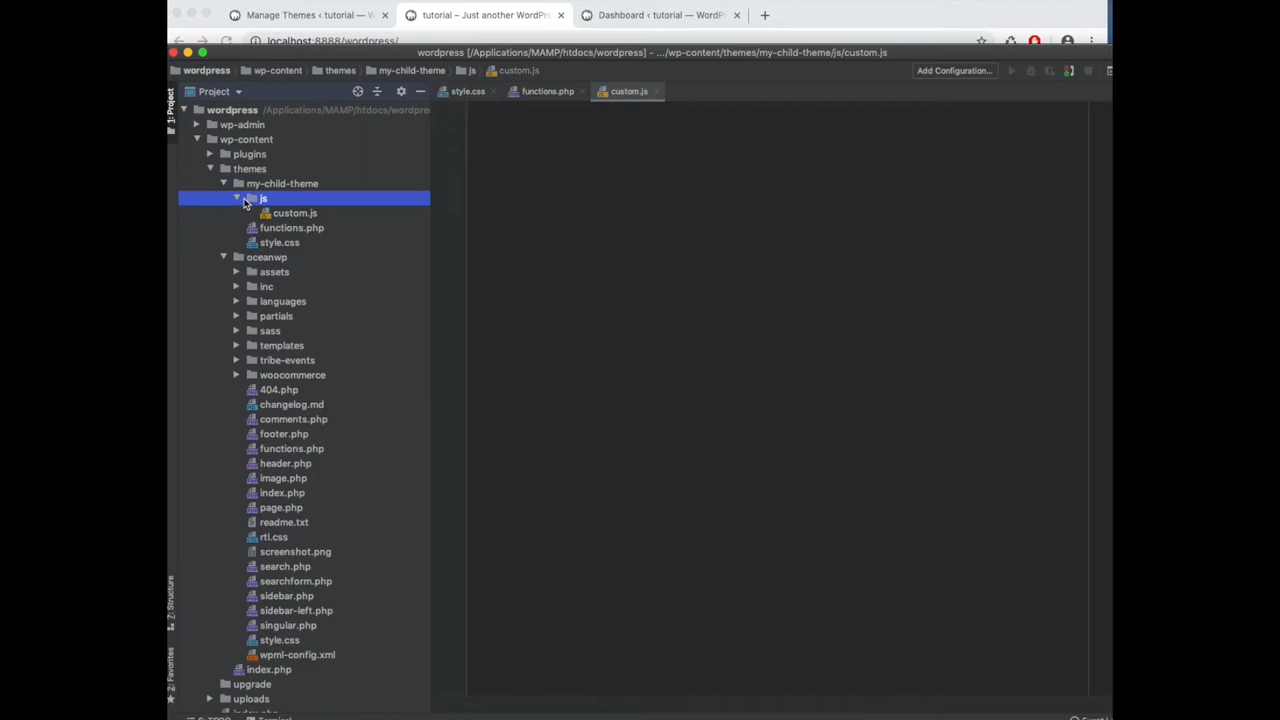 Manage Themes ‹ tutorial — W
tutorial – Just another WordPr
Dashboard ‹ tutorial — WordP
localhost:8888/wordpress/
wordpress [/Applications/MAMP/htdocs/wordpress] - .../wp-content/themes/my-child-theme/js/custom.js
wordpress wp-content themes my-child-theme js custom.js Add Configuration...
1: Project
Project style.css functions.php custom.js
wordpress /Applications/MAMP/htdocs/wordpre
wp-admin
wp-content
plugins
themes
my-child-theme
js
custom.js
functions.php
style.css
oceanwp
assets
inc
languages
partials
sass
templates
tribe-events
woocommerce
404.php
changelog.md
comments.php
footer.php
functions.php
header.php
image.php
index.php
page.php
readme.txt
rtl.css
screenshot.png
search.php
searchform.php
sidebar.php
sidebar-left.php
singular.php
style.css
wpml-config.xml
index.php
upgrade
uploads
Z: Structure
2: Favorites